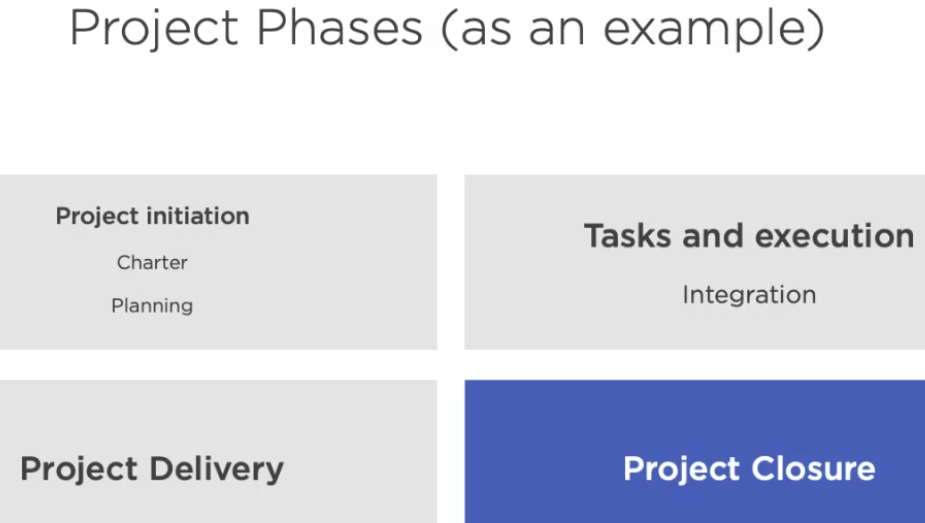 Project Phases (as an example)
Project initiation
Charter
Planning
Tasks and execution
Integration
Project Delivery
Project Closure